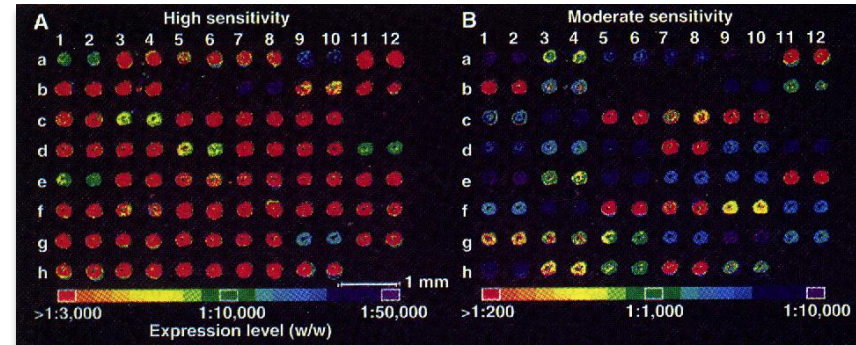 A High sensitivity
1 2 3 4 5 6 7 8 9 10 11 12
a
b
c
d
e
f
g
h
1 mm
>1:3,000 1:10,000 1:50,000
Expression level (w/w)
B Moderate sensitivity
1 2 3 4 5 6 7 8 9 10 11 12
a
b
c
d
e
f
g
h
>1:200 1:1,000 1:10,000